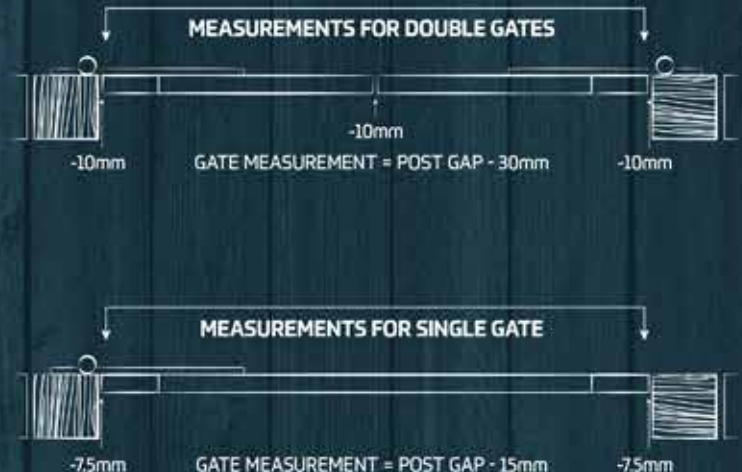 MEASUREMENTS FOR DOUBLE GATES
-10mm
-10mm GATE MEASUREMENT = POST GAP - 30mm -10mm
MEASUREMENTS FOR SINGLE GATE
-7.5mm GATE MEASUREMENT = POST GAP - 15mm -7.5mm